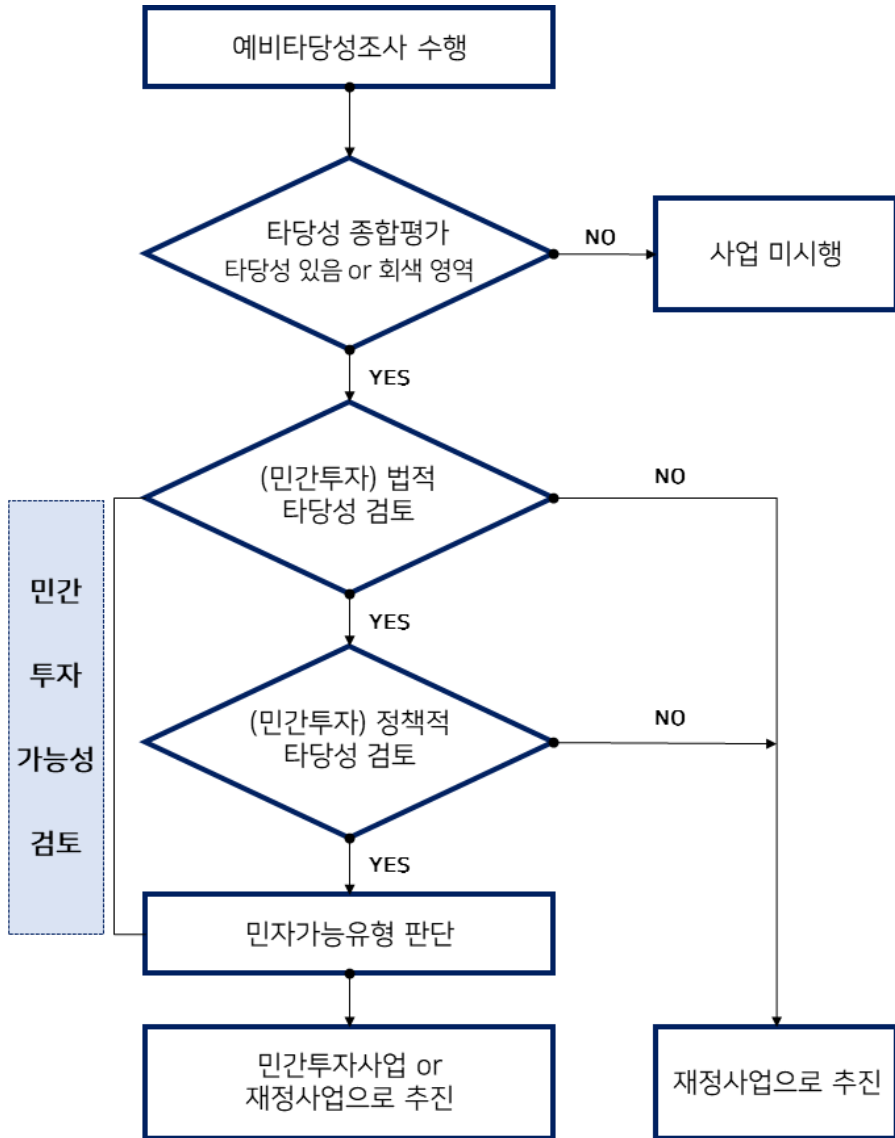 예비타당성조사 수행
타당성 종합평가
타당성 있음 or 회색 영역
NO
사업 미시행
YES
(민간투자) 법적
타당성 검토
NO
YES
민간
투자
가능성
검토
(민간투자) 정책적
타당성 검토
NO
YES
민자가능유형 판단
민간투자사업 or
재정사업으로 추진
재정사업으로 추진